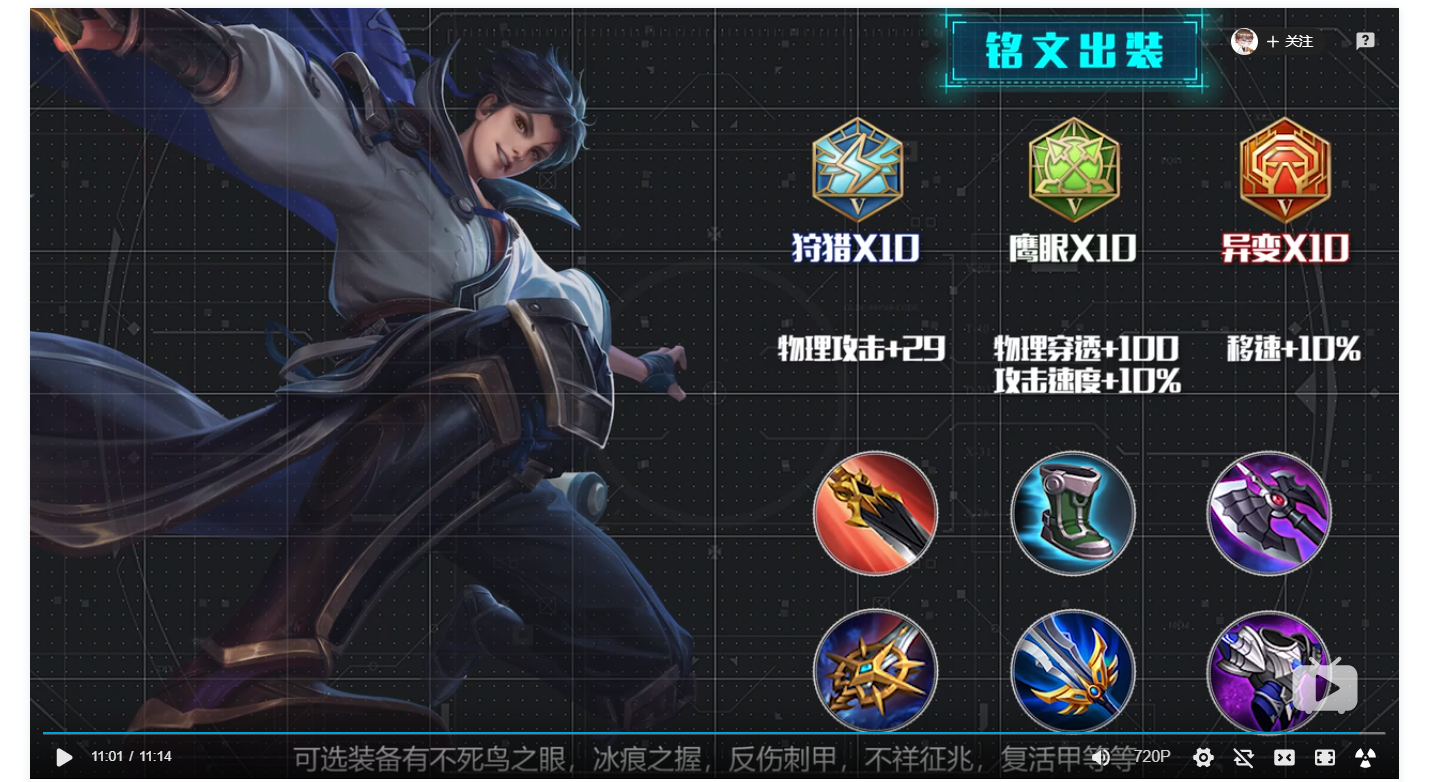 铭文出装
+ 关注
V
V
V
狩猎X10
鹰眼X10
异变X10
物理攻击+29
物理穿透+100
攻击速度+10%
移速+10%
11:01 / 11:14
可选装备有不死鸟之眼，冰痕之握，反伤刺甲，不祥征兆，复活甲等等
720P